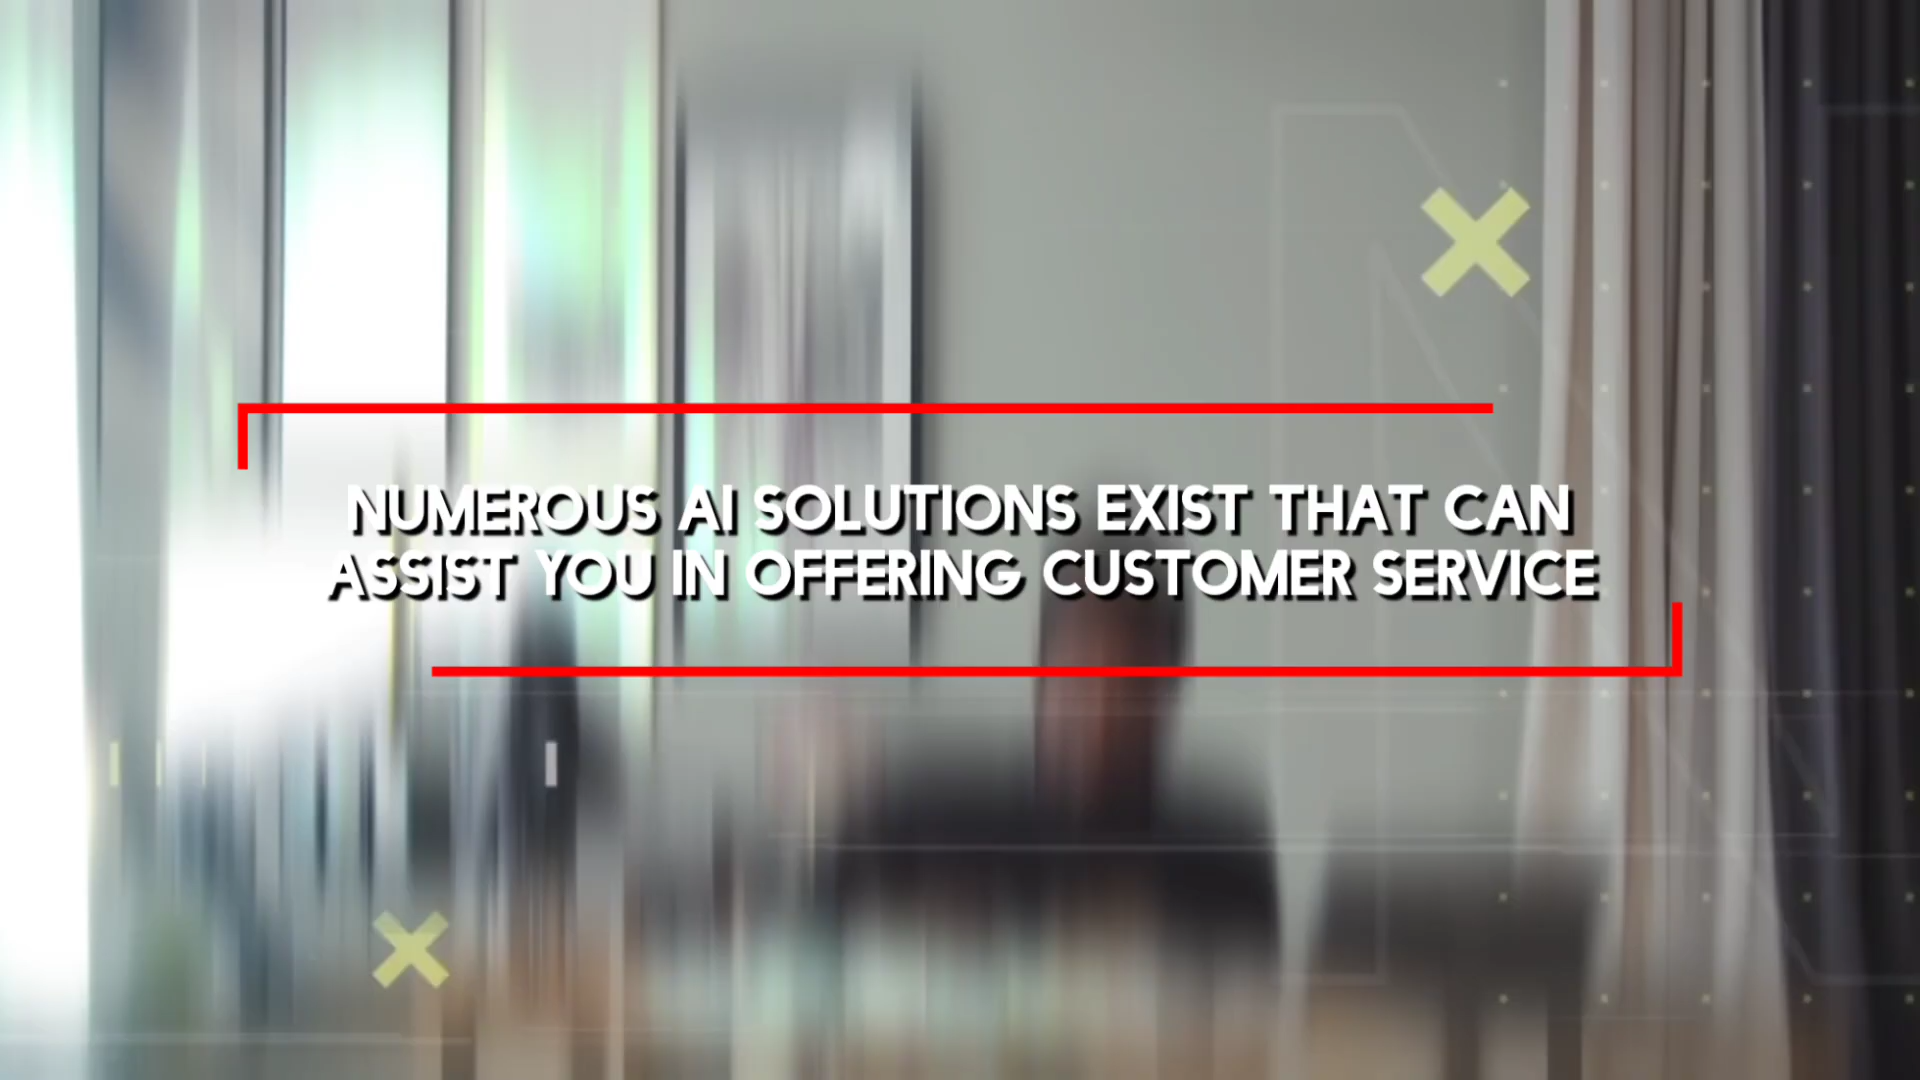 NUMEROUS AI SOLUTIONS EXIST THAT CAN
ASSIST YOU IN OFFERING CUSTOMER SERVICE